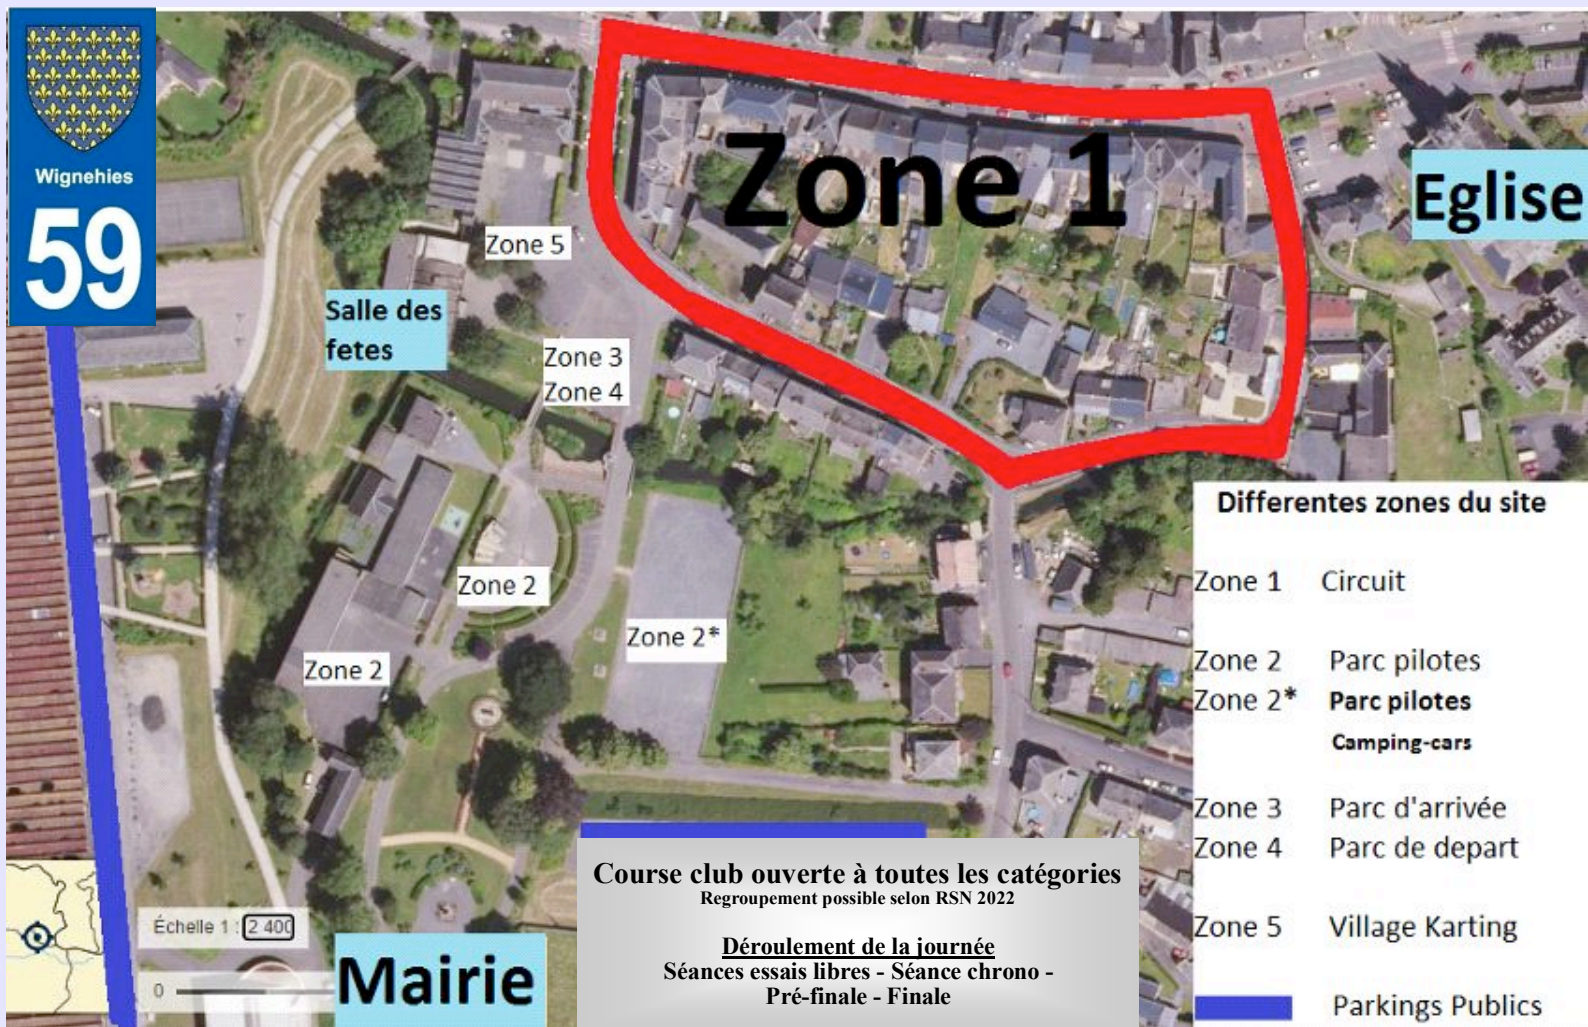 Wignehies
59
Zone 1
Eglise
Zone 5
Salle des
fetes
Zone 3
Zone 4
Zone 2
Zone 2*
Zone 2
Differentes zones du site
Zone 1 Circuit
Zone 2 Parc pilotes
Zone 2* Parc pilotes
Camping-cars
Zone 3 Parc d'arrivée
Zone 4 Parc de depart
Zone 5 Village Karting
Parkings Publics
Course club ouverte à toutes les catégories
Regroupement possible selon RSN 2022
Déroulement de la journée
Séances essais libres - Séance chrono -
Pré-finale - Finale
Échelle 1 : 2 400
0
Mairie